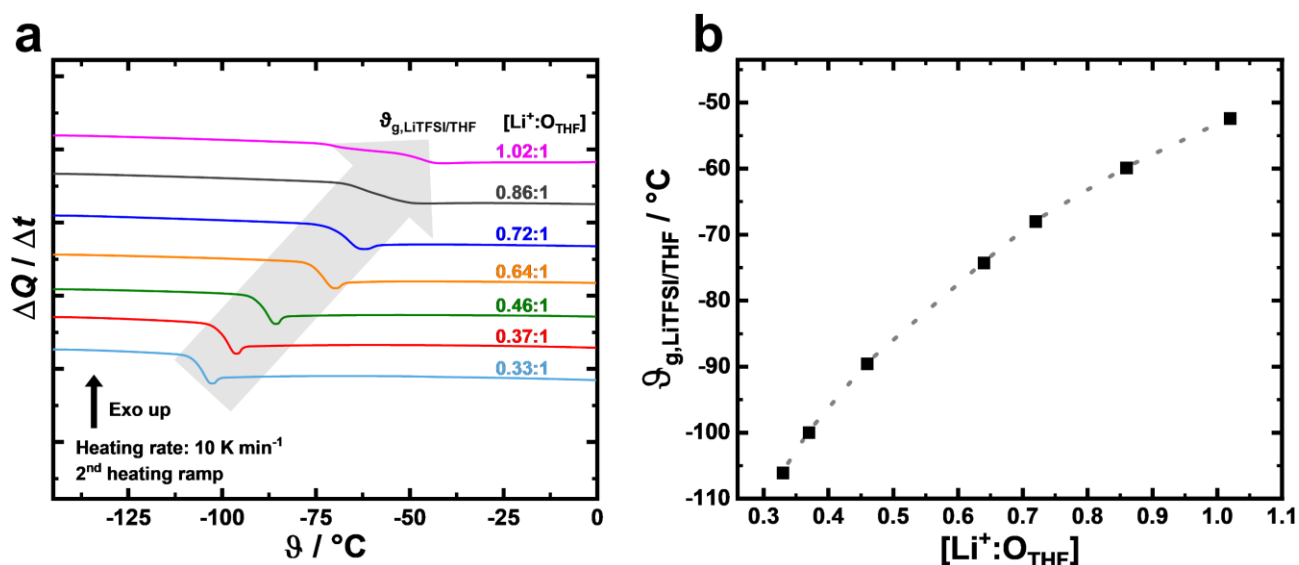 a
ΔQ / Δt
ϑg,LiTFSI/THF [Li⁺:OTHF]
1.02:1
0.86:1
0.72:1
0.64:1
0.46:1
0.37:1
0.33:1
Exo up
Heating rate: 10 K min⁻¹
2ⁿᵈ heating ramp
-125 -100 -75 -50 -25 0
ϑ / °C
b
ϑg,LiTFSI/THF / °C
-50
-60
-70
-80
-90
-100
-110
0.3 0.4 0.5 0.6 0.7 0.8 0.9 1.0 1.1
[Li⁺:OTHF]